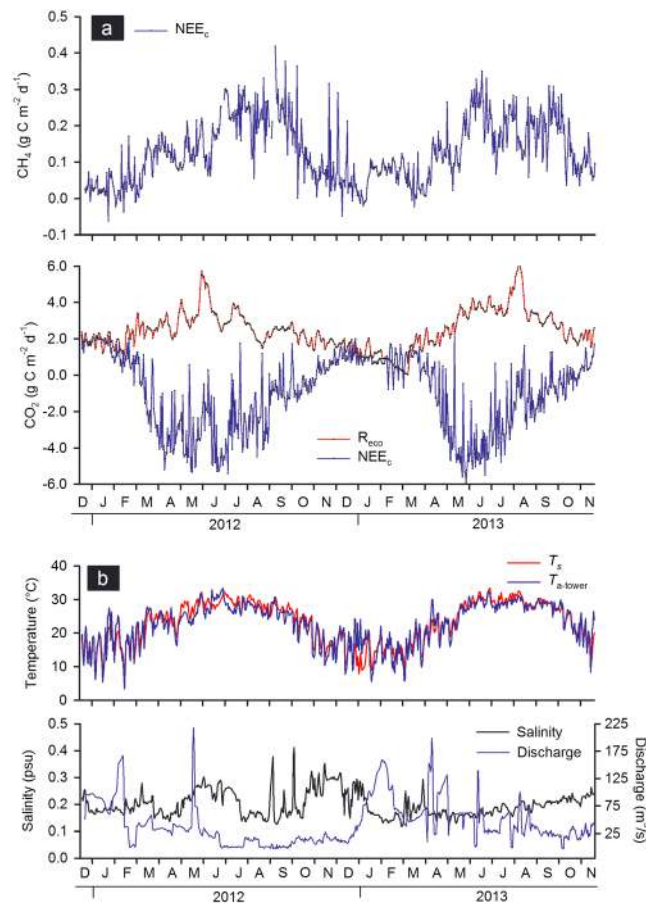 a
NEEc
CH4 (g C m-2 d-1)
0.5
0.4
0.3
0.2
0.1
0.0
-0.1
CO2 (g C m-2 d-1)
6.0
4.0
2.0
0.0
-2.0
-4.0
-6.0
Reco
NEEc
D J F M A M J J A S O N D J F M A M J J A S O N
2012 2013
b
Ts
Ta-tower
Temperature (°C)
40
30
20
10
0
Salinity (psu)
0.5
0.4
0.3
0.2
0.1
0.0
Salinity
Discharge
225
175
125
75
25
Discharge (m-/s)
D J F M A M J J A S O N D J F M A M J J A S O N
2012 2013